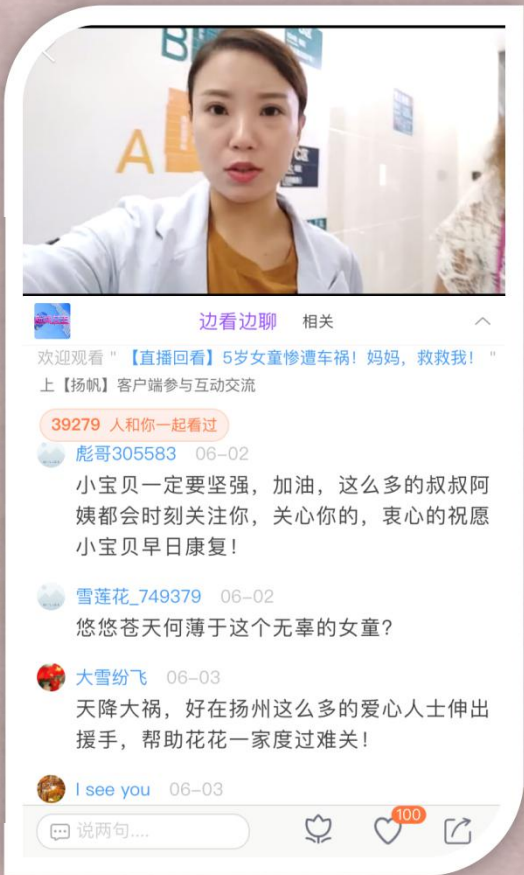 B
A
边看边聊 相关
欢迎观看"【直播回看】5岁女童惨遭车祸！妈妈，救救我！"
上【扬帆】客户端参与互动交流
39279 人和你一起看过
彪哥305583 06-02
小宝贝一定要坚强，加油，这么多的叔叔阿
姨都会时刻关注你，关心你的，衷心的祝愿
小宝贝早日康复！
雪莲花_749379 06-02
悠悠苍天何薄于这个无辜的女童？
大雪纷飞 06-03
天降大祸，好在扬州这么多的爱心人士伸出
援手，帮助花花一家度过难关！
I see you 06-03
说两句....
100